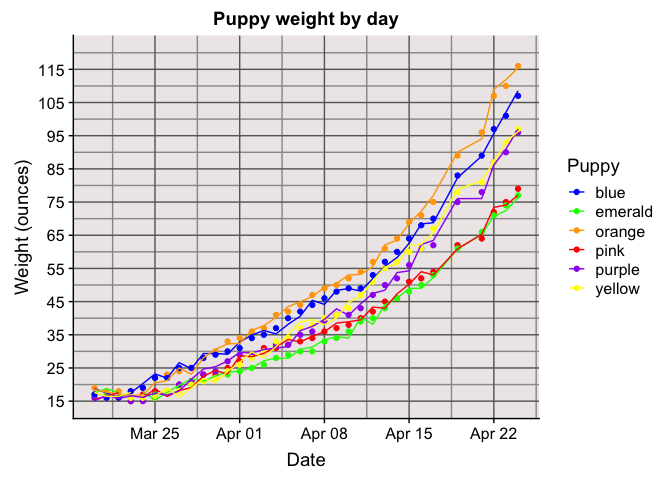 Puppy weight by day
Weight (ounces)
115
105
95
85
75
65
55
45
35
25
15
Mar 25 Apr 01 Apr 08 Apr 15 Apr 22
Date
Puppy
blue
emerald
orange
pink
purple
yellow